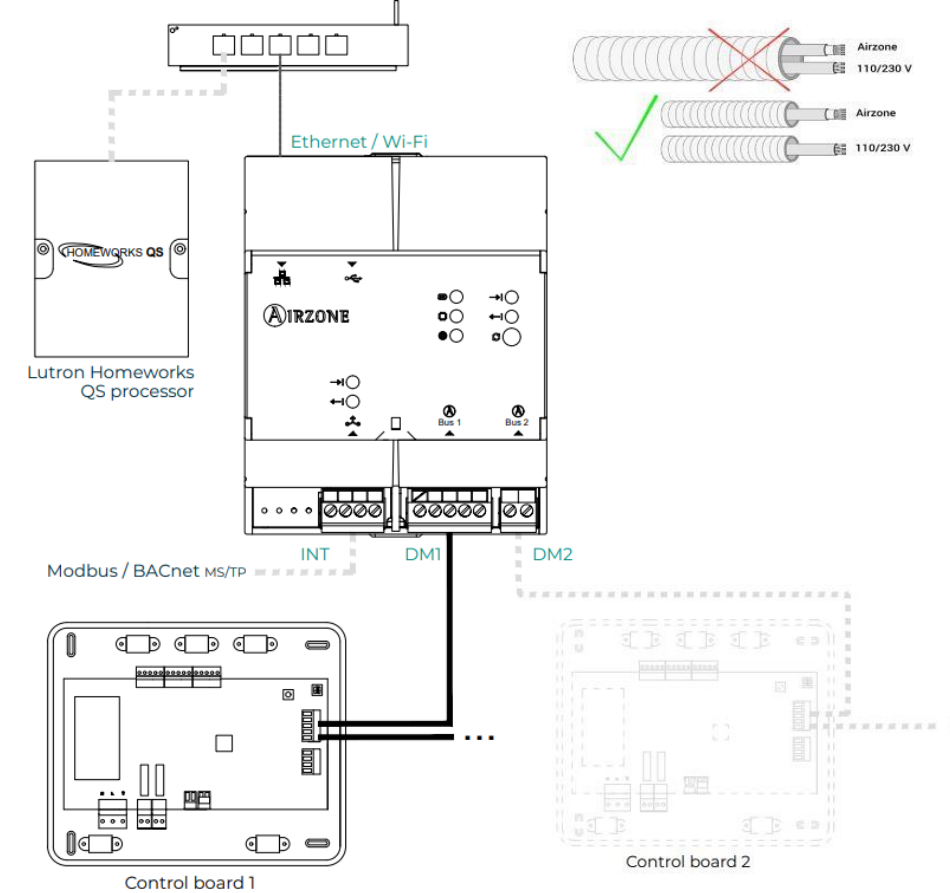 Airzone
110/230 V
Airzone
110/230 V
Ethernet / Wi-Fi
HOMEWORKS QS
AIRZONE
Lutron Homeworks
QS processor
Bus 1
Bus 2
INT
DM1
DM2
Modbus / BACnet MS/TP
...
Control board 2
Control board 1